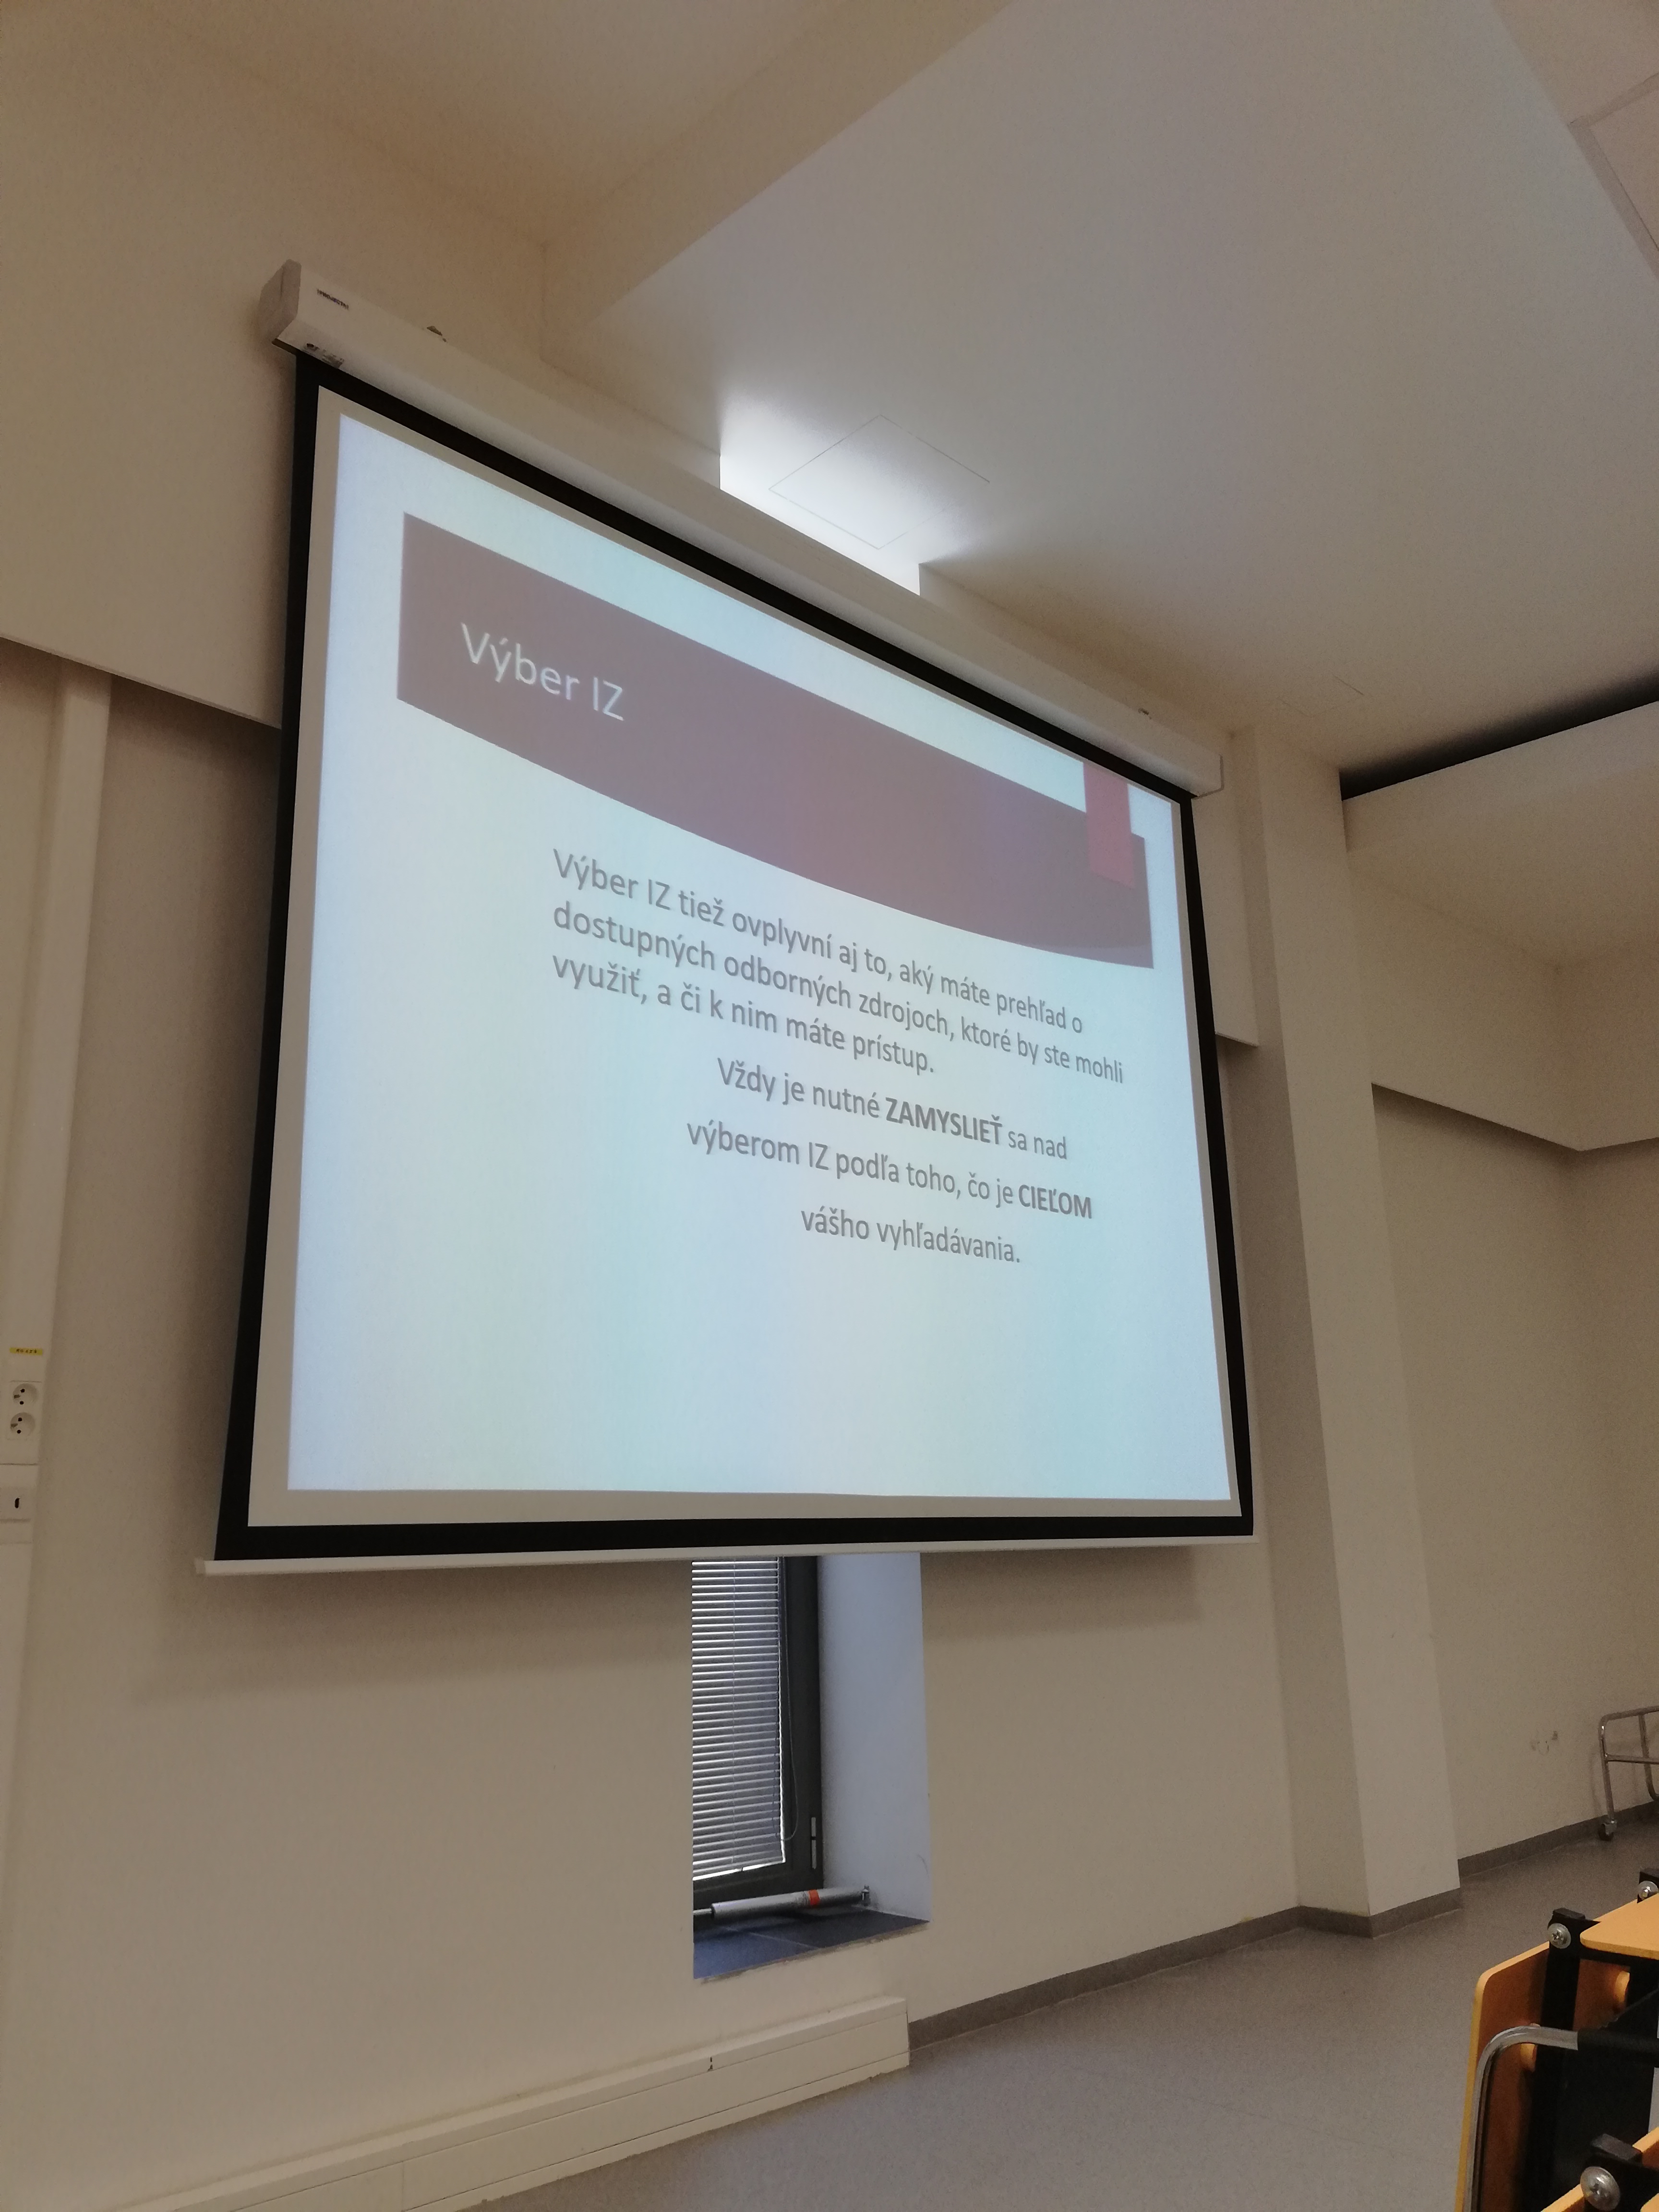 Výber IZ
Výber IZ tiež ovplyvní aj to, aký máte prehľad o
dostupných odborných zdrojoch, ktoré by ste mohli
využiť, a či k nim máte prístup.
Vždy je nutné ZAMYSLIEŤ sa nad
výberom IZ podľa toho, čo je CIEĽOM
vášho vyhľadávania.